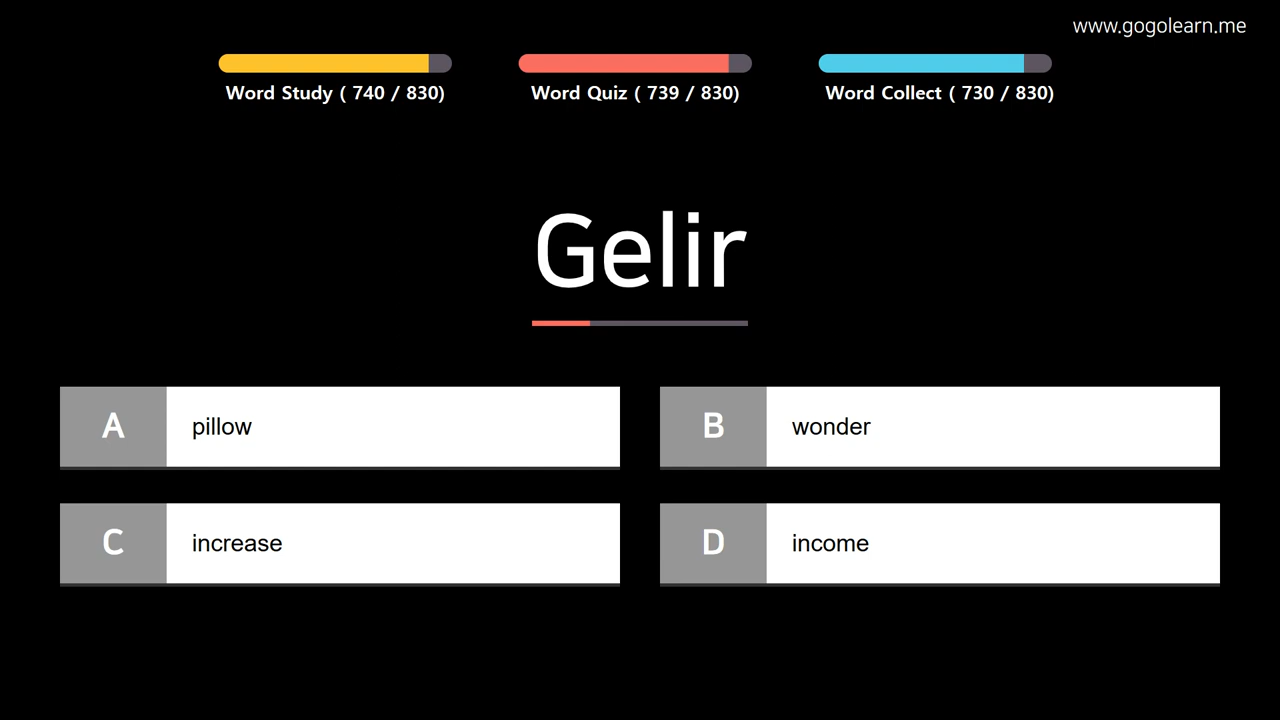 www.gogolearn.me
Word Study ( 740 / 830)
Word Quiz ( 739 / 830)
Word Collect ( 730 / 830)
Gelir
A pillow
B wonder
C increase
D income